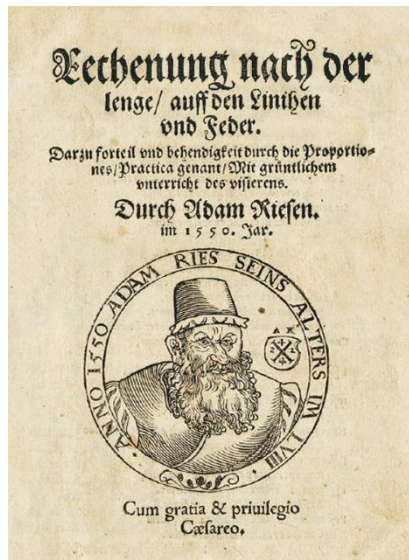 Rechenung nach der
lenge/ auff den Linihen
vnd Feder.
Darzu forteil vnd behendigkeit durch die Proportio-
nes/Practica genant/Mit grüntlichem
vnterricht des visierens.
Durch Adam Riesen.
im 1550. Jar.
ANNO 1550 ADAM RIES SEINS ALTERS IM LVIII
A R
Cum gratia & priuilegio
Cæsareo.